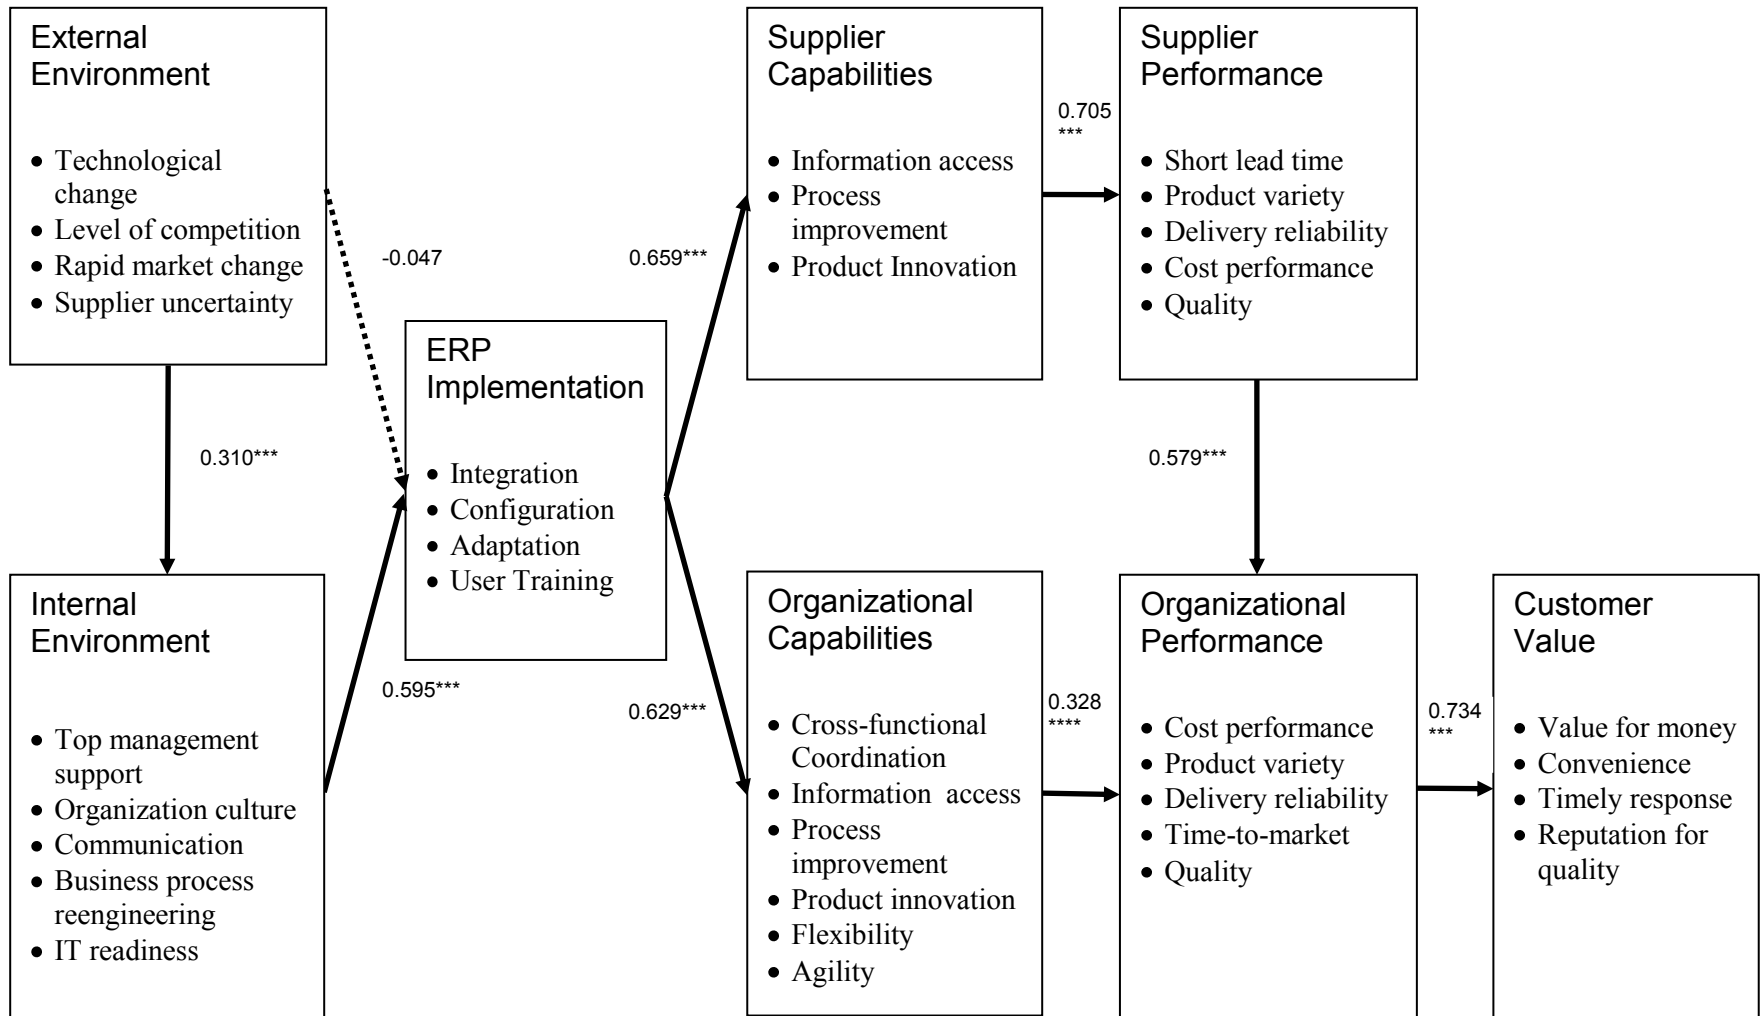 External
Environment
• Technological
change
• Level of competition
• Rapid market change
• Supplier uncertainty
0.310***
-0.047
Internal
Environment
• Top management
support
• Organization culture
• Communication
• Business process
reengineering
• IT readiness
0.595***
ERP
Implementation
• Integration
• Configuration
• Adaptation
• User Training
0.659***
0.629***
Supplier
Capabilities
• Information access
• Process
improvement
• Product Innovation
0.705
***
Supplier
Performance
• Short lead time
• Product variety
• Delivery reliability
• Cost performance
• Quality
0.579***
Organizational
Capabilities
• Cross-functional
Coordination
• Information access
• Process
improvement
• Product innovation
• Flexibility
• Agility
0.328
****
Organizational
Performance
• Cost performance
• Product variety
• Delivery reliability
• Time-to-market
• Quality
0.734
***
Customer
Value
• Value for money
• Convenience
• Timely response
• Reputation for
quality